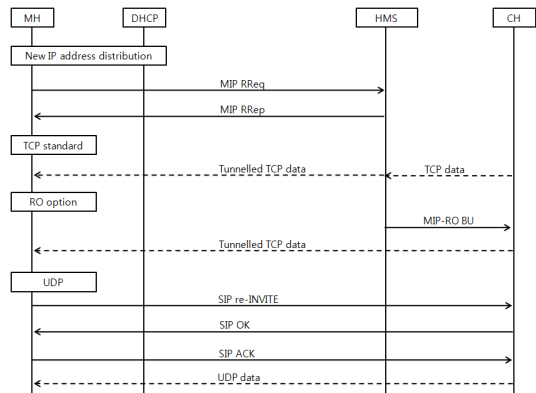 MH DHCP HMS CH
New IP address distribution
MIP RReq
MIP RRep
TCP standard
Tunnelled TCP data TCP data
RO option
MIP-RO BU
Tunnelled TCP data
UDP
SIP re-INVITE
SIP OK
SIP ACK
UDP data